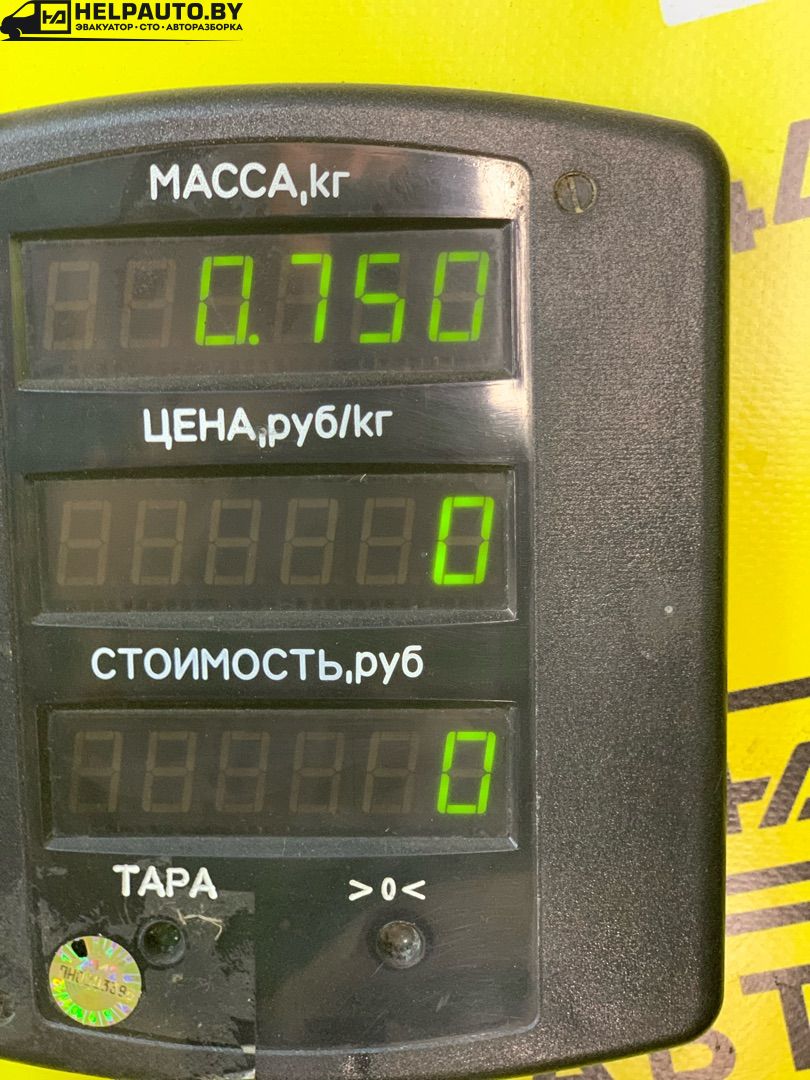 HELPAUTO.BY
ЭВАКУАТОР • СТО • АВТОРАЗБОРКА
МАССА,кг
0.750
ЦЕНА,руб/кг
0
СТОИМОСТЬ,руб
0
ТАРА >0<